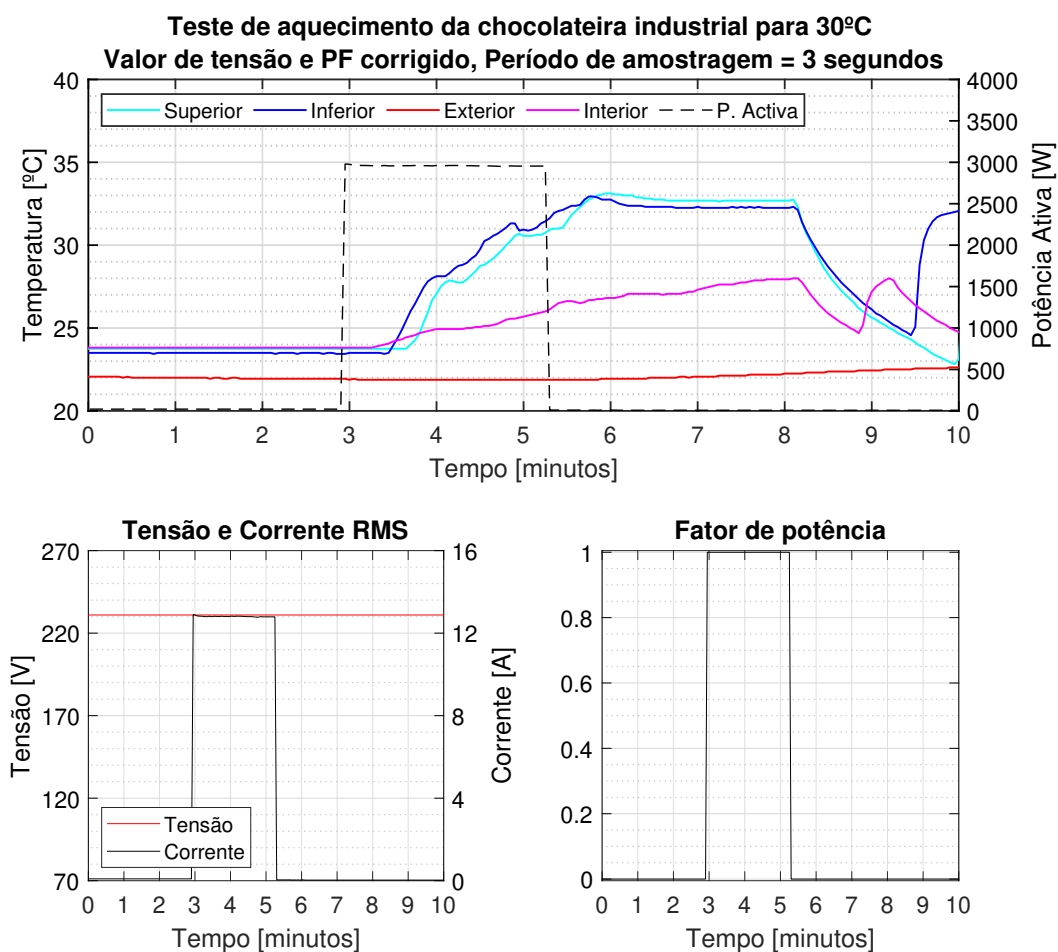 Teste de aquecimento da chocolateira industrial para 30ºC
Valor de tensão e PF corrigido, Período de amostragem = 3 segundos
Superior Inferior Exterior Interior P. Activa
Temperatura [ºC]
40
35
30
25
20
Potência Ativa [W]
4000
3500
3000
2500
2000
1500
1000
500
0
0 1 2 3 4 5 6 7 8 9 10
Tempo [minutos]
Tensão e Corrente RMS
Tensão [V]
270
220
170
120
70
Corrente [A]
16
12
8
4
0
Tensão
Corrente
0 1 2 3 4 5 6 7 8 9 10
Tempo [minutos]
Fator de potência
1
0.8
0.6
0.4
0.2
0
0 1 2 3 4 5 6 7 8 9 10
Tempo [minutos]